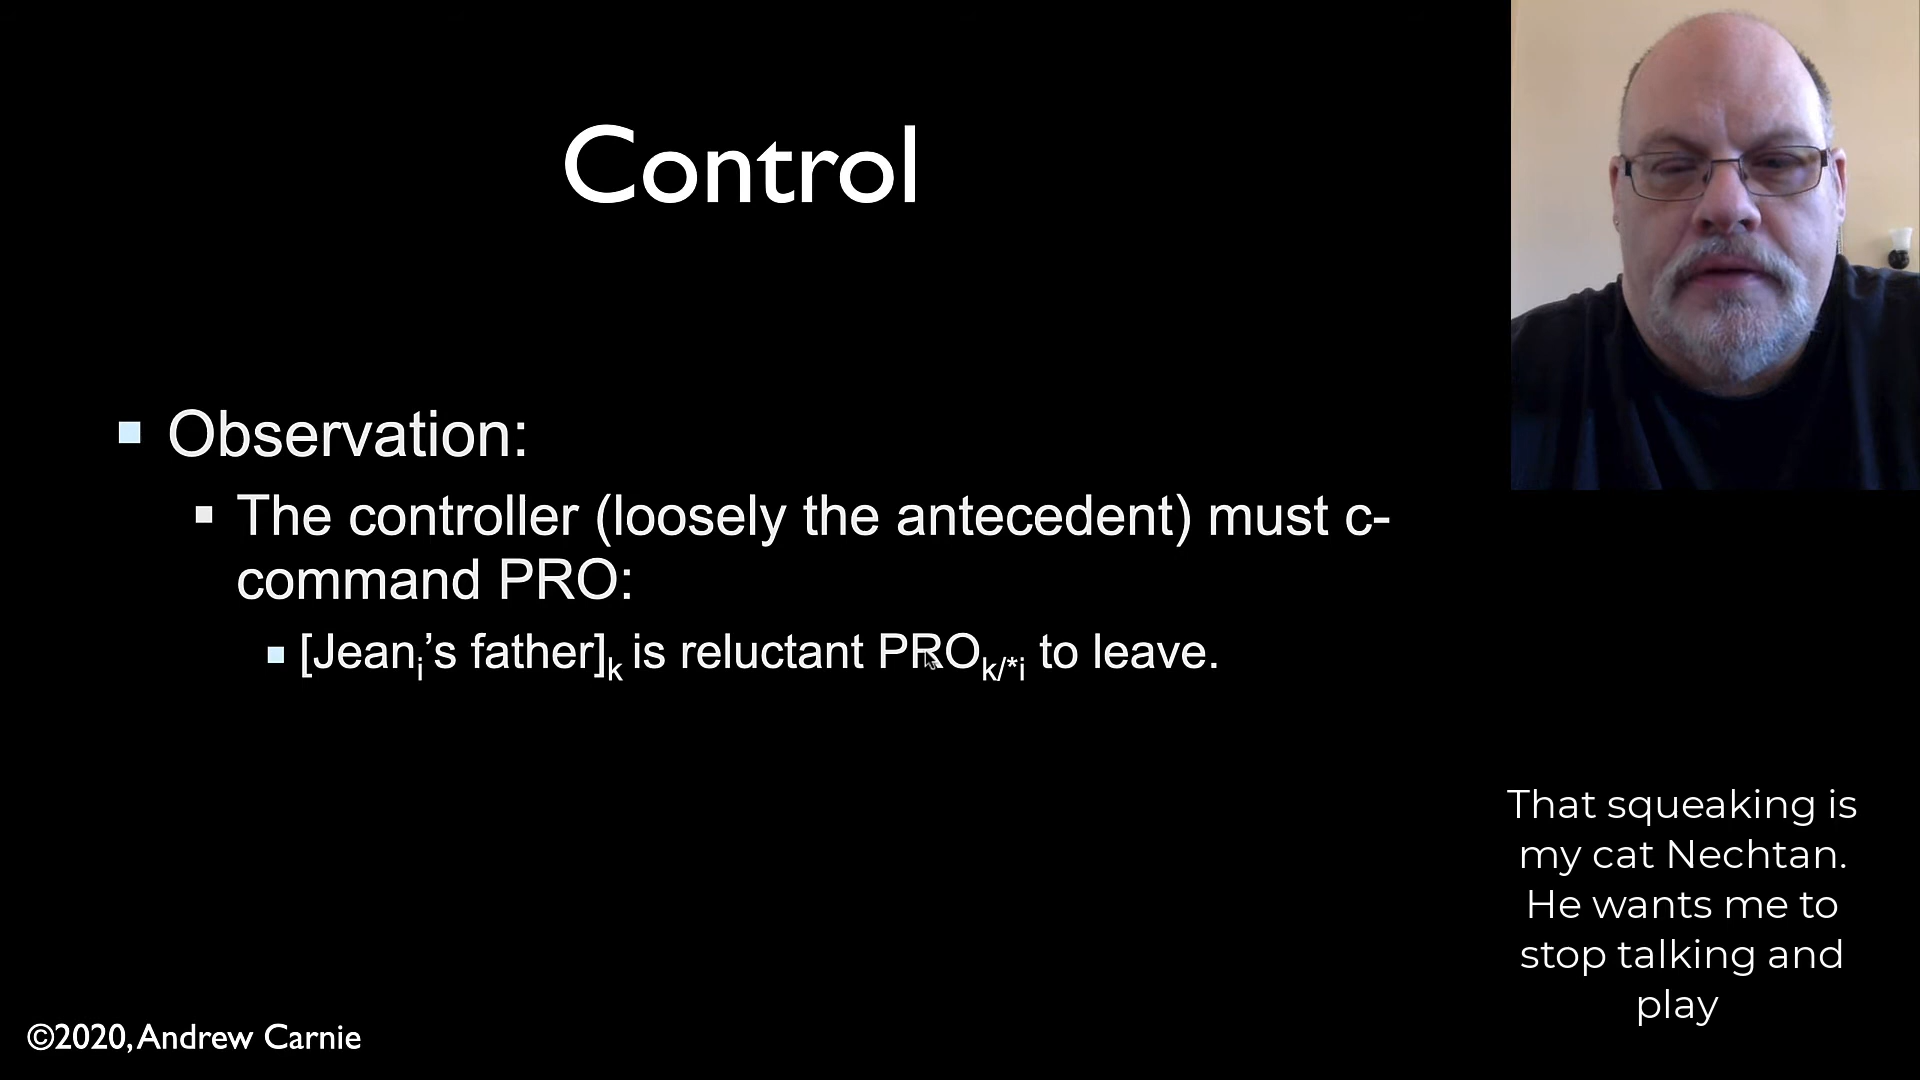 Control
Observation:
The controller (loosely the antecedent) must c-
command PRO:
[Jeanᵢ’s father]ₖ is reluctant PROₖ/*ᵢ to leave.
That squeaking is
my cat Nechtan.
He wants me to
stop talking and
play
©2020, Andrew Carnie